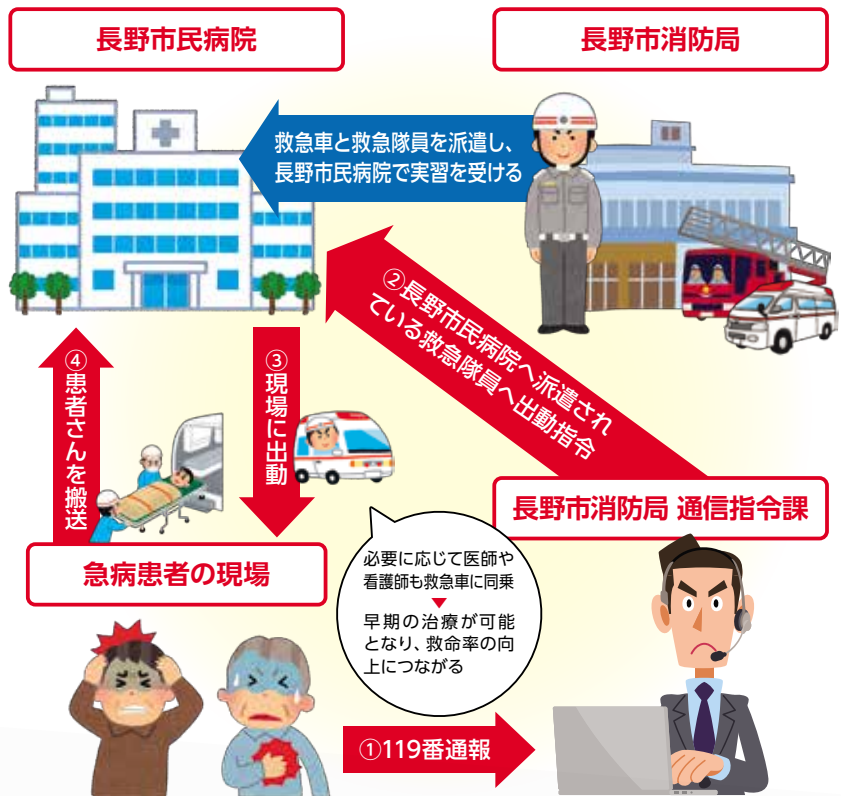 長野市民病院
長野市消防局
救急車と救急隊員を派遣し、
長野市民病院で実習を受ける
②長野市民病院へ派遣され
ている救急隊員へ出動指令
④患者さんを搬送
③現場に出動
長野市消防局 通信指令課
急病患者の現場
必要に応じて医師や
看護師も救急車に同乗
早期の治療が可能
となり、救命率の向
上につながる
①119番通報